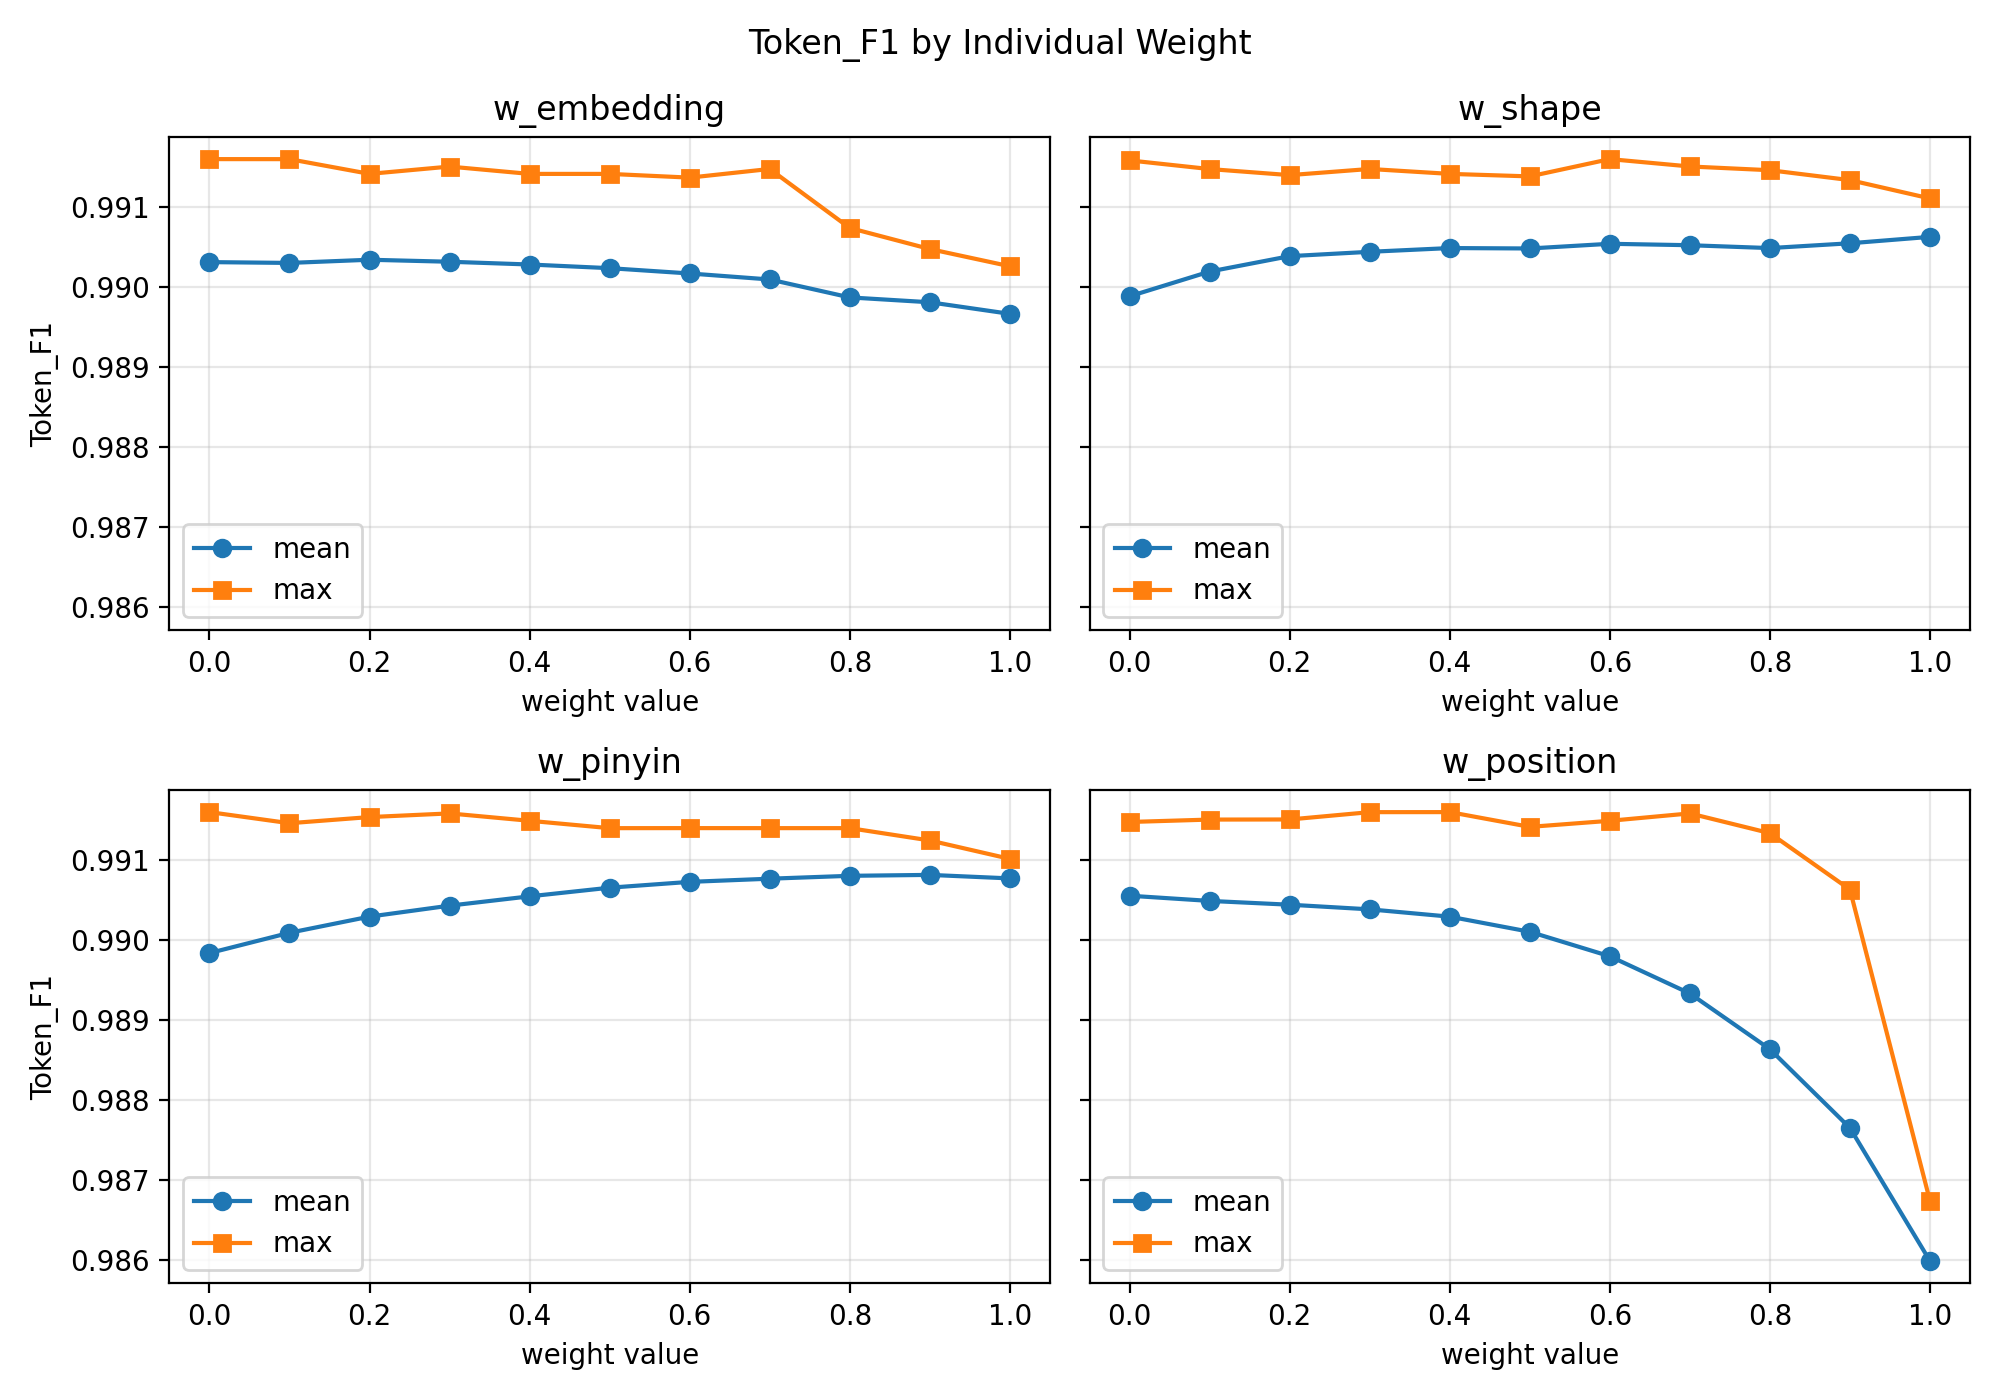 Token_F1 by Individual Weight
w_embedding
Token_F1
0.991
0.990
0.989
0.988
0.987
0.986
mean
max
0.0 0.2 0.4 0.6 0.8 1.0
weight value
w_shape
mean
max
0.0 0.2 0.4 0.6 0.8 1.0
weight value
w_pinyin
Token_F1
0.991
0.990
0.989
0.988
0.987
0.986
mean
max
0.0 0.2 0.4 0.6 0.8 1.0
weight value
w_position
mean
max
0.0 0.2 0.4 0.6 0.8 1.0
weight value